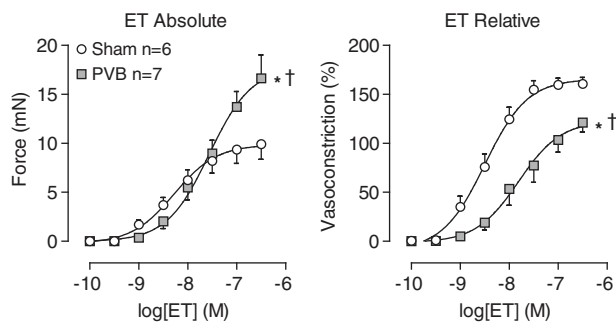 ET Absolute
Force (mN)
20
15
10
5
0
Sham n=6
PVB n=7
* †
-10 -9 -8 -7 -6
log[ET] (M)
ET Relative
Vasoconstriction (%)
200
150
100
50
0
* †
-10 -9 -8 -7 -6
log[ET] (M)